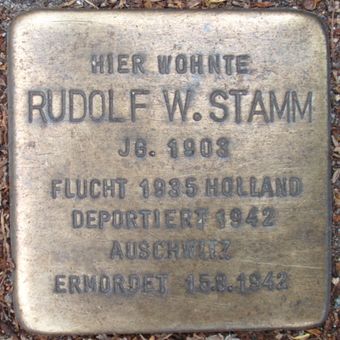 HIER WOHNTE
RUDOLF W. STAMM
JG. 1903
FLUCHT 1935 HOLLAND
DEPORTIERT 1942
AUSCHWITZ
ERMORDET 15.8.1942